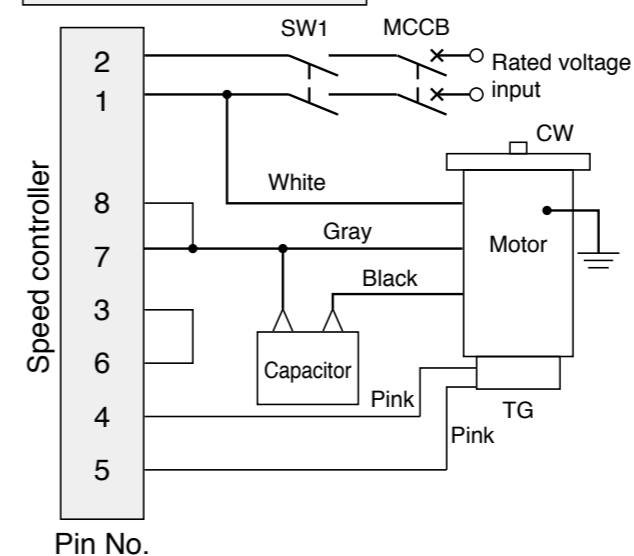 SW1
MCCB
2
Rated voltage
input
1
CW
White
8
Gray
Motor
7
Black
3
Speed controller
6
Capacitor
Pink
4
TG
Pink
5
Pin No.